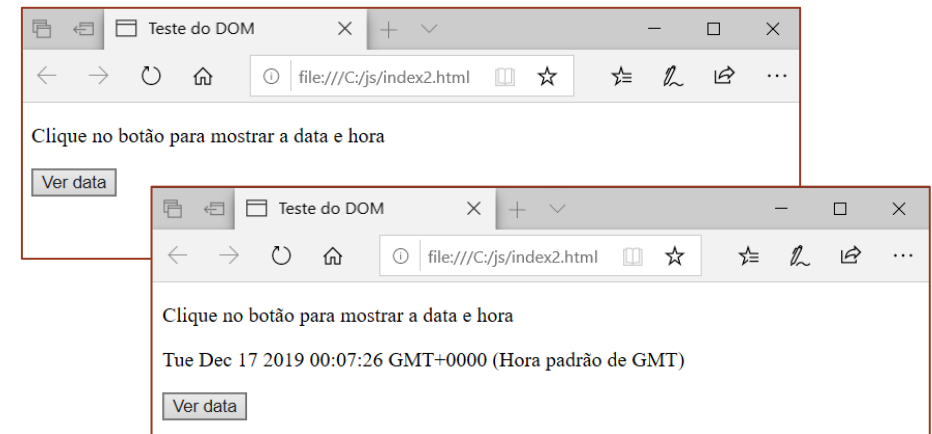 Teste do DOM
file:///C:/js/index2.html
Clique no botão para mostrar a data e hora
Ver data
Teste do DOM
file:///C:/js/index2.html
Clique no botão para mostrar a data e hora
Tue Dec 17 2019 00:07:26 GMT+0000 (Hora padrão de GMT)
Ver data